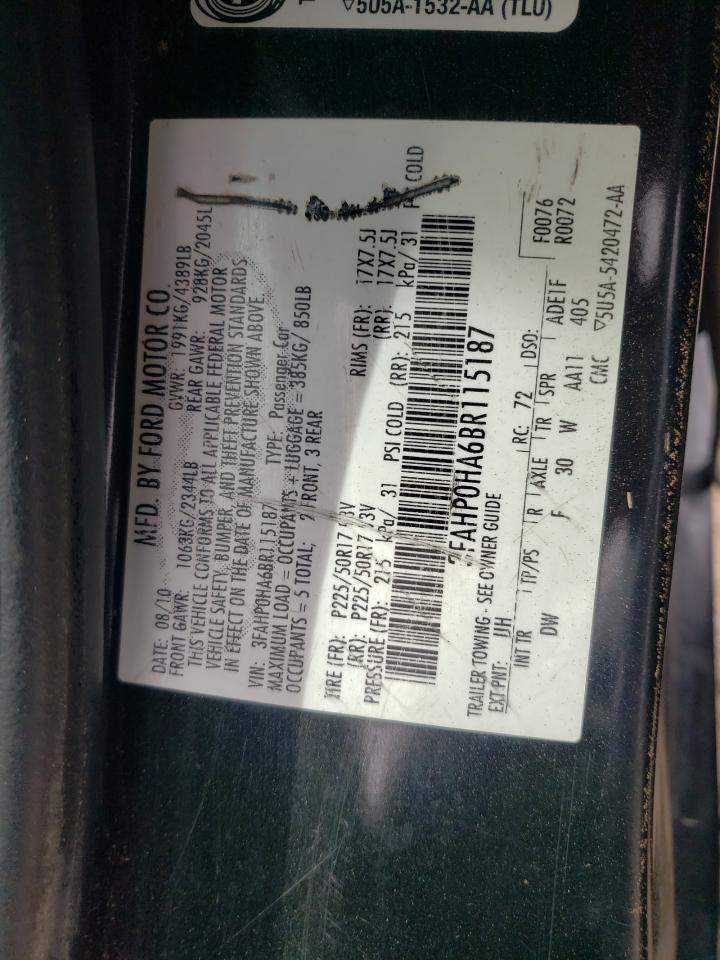 ▽5U5A-1532-AA (TLU)
MFD. BY FORD MOTOR CO.
DATE: 08/10 GVWR: 1991KG/4389LB
FRONT GAWR: 1063KG/2344LB REAR GAWR: 928KG/2045L
THIS VEHICLE CONFORMS TO ALL APPLICABLE FEDERAL MOTOR
VEHICLE SAFETY, BUMPER, AND THEFT PREVENTION STANDARDS
IN EFFECT ON THE DATE OF MANUFACTURE SHOWN ABOVE
VIN: 3FAHP0HA6BR115187 TYPE: Passenger Car
MAXIMUM LOAD = OCCUPANTS + LUGGAGE = 385KG/ 850LB
OCCUPANTS = 5 TOTAL: 2 FRONT, 3 REAR
TIRE (FR): P225/50R17 93V RIMS (FR): 17X7.5J
(RR): P225/50R17 93V (RR): 17X7.5J
PRESSURE (FR): 215 kPa/ 31 PSI COLD (RR): 215 kPa/ 31 COLD
3FAHP0HA6BR115187
TRAILER TOWING - SEE OWNER GUIDE
EXT PNT: JJH RC: 72 DSO: F0076
R0072
INT TR TP/PS R AXLE TR SPR ADE1F
DW F 30 W AA11 405
CMC ▽5U5A-5420472-AA